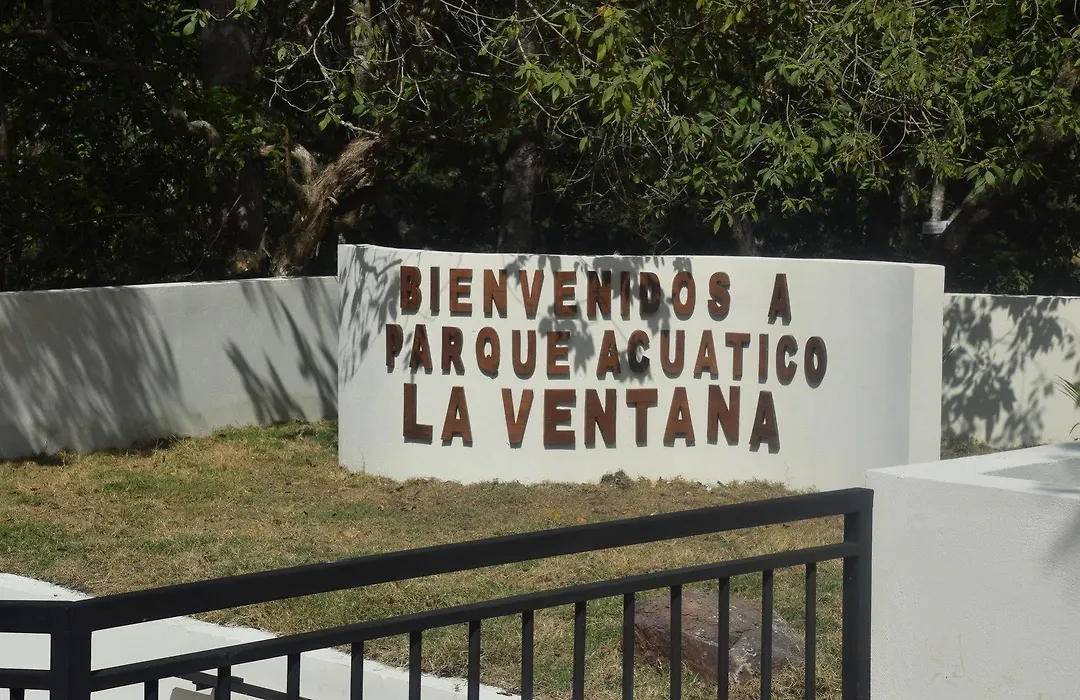 BIENVENIDOS A
PARQUE ACUATICO
LA VENTANA